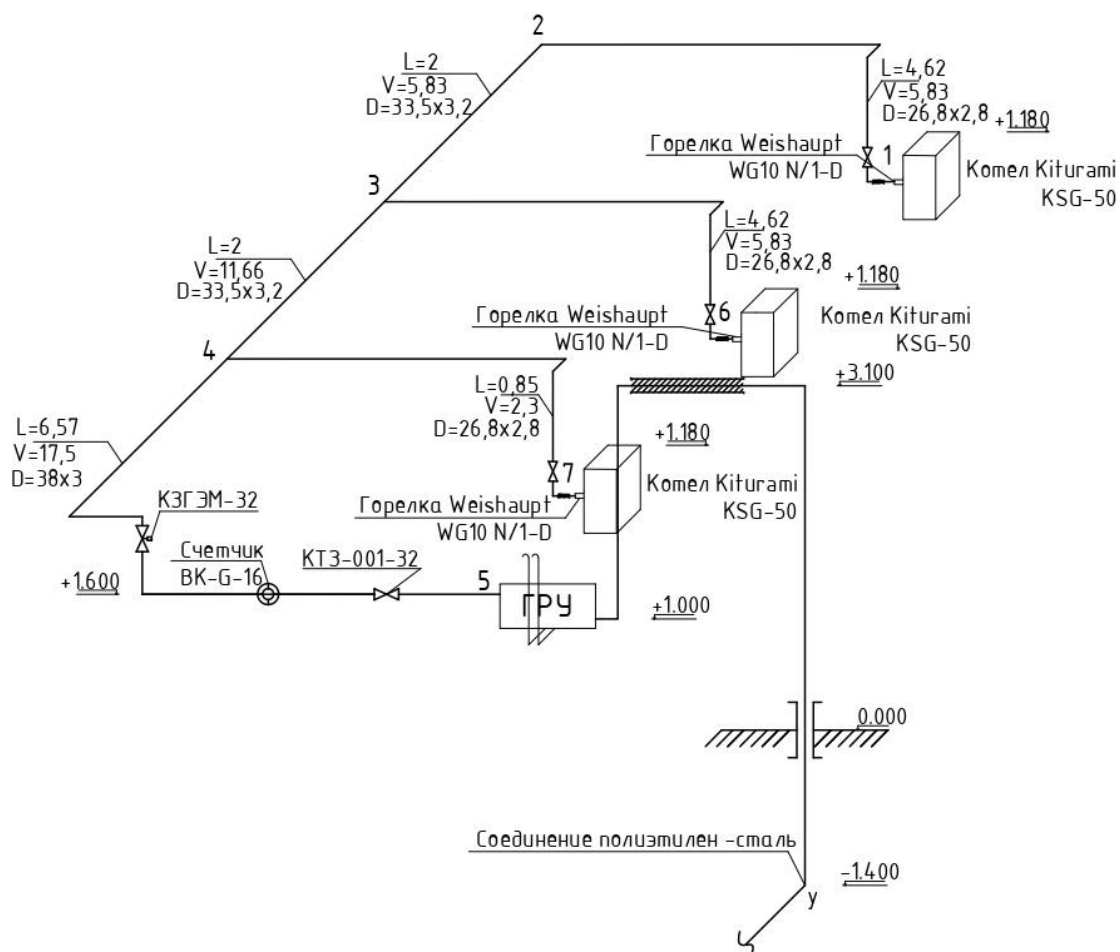 2
L=2
V=5,83
D=33,5x3,2
L=4,62
V=5,83
D=26,8x2,8
+1.180
Горелка Weishaupt
WG10 N/1-D
1
Котел Kiturami
KSG-50
3
L=2
V=11,66
D=33,5x3,2
L=4,62
V=5,83
D=26,8x2,8
+1.180
Горелка Weishaupt
WG10 N/1-D
6
Котел Kiturami
KSG-50
4
+3.100
L=0,85
V=2,3
D=26,8x2,8
+1.180
L=6,57
V=17,5
D=38x3
7
Котел Kiturami
KSG-50
Горелка Weishaupt
WG10 N/1-D
КЗГЭМ-32
Счетчик
BK-G-16
КТЗ-001-32
+1.600
5
ГРУ
+1.000
0.000
Соединение полиэтилен -сталь
-1.400
у